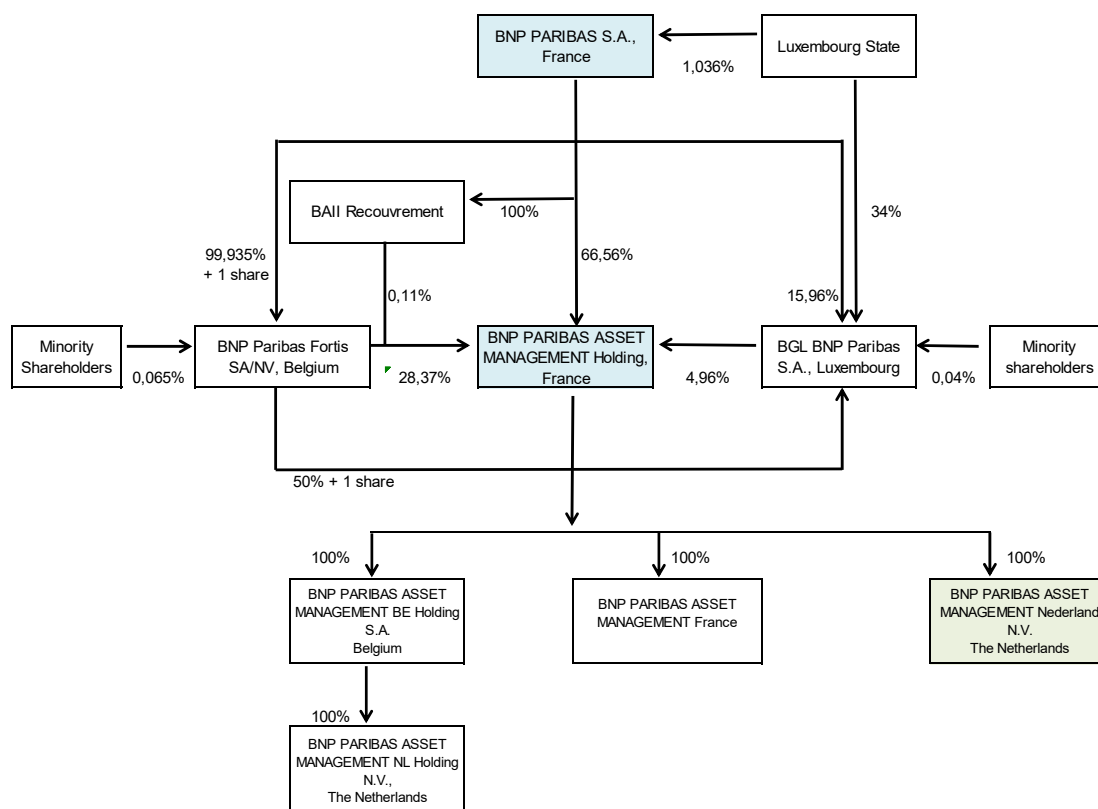 BNP PARIBAS S.A.,
France
Luxembourg State
1,036%
BAII Recouvrement
100%
34%
99,935%
+ 1 share
66,56%
0,11%
15,96%
Minority
Shareholders
0,065%
BNP Paribas Fortis
SA/NV, Belgium
28,37%
BNP PARIBAS ASSET
MANAGEMENT Holding,
France
4,96%
BGL BNP Paribas
S.A., Luxembourg
0,04%
Minority
shareholders
50% + 1 share
100%
100%
100%
BNP PARIBAS ASSET
MANAGEMENT BE Holding
S.A.
Belgium
BNP PARIBAS ASSET
MANAGEMENT France
BNP PARIBAS ASSET
MANAGEMENT Nederland
N.V.
The Netherlands
100%
BNP PARIBAS ASSET
MANAGEMENT NL Holding
N.V.,
The Netherlands